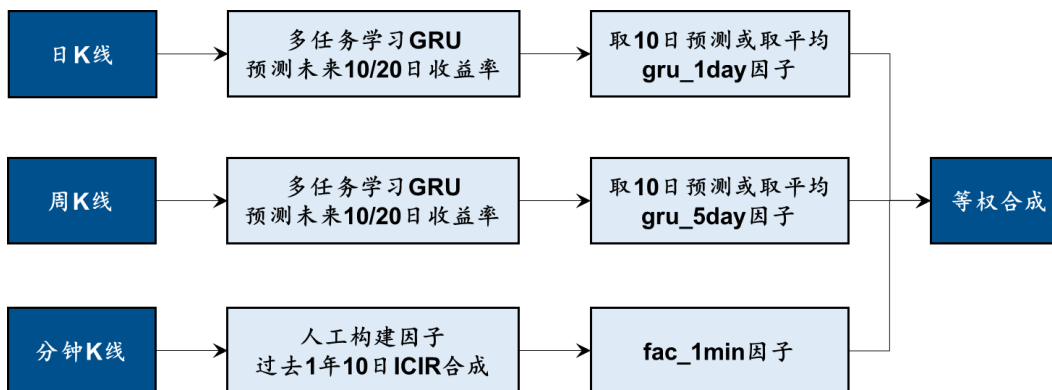 日K线
多任务学习GRU
预测未来10/20日收益率
取10日预测或取平均
gru_1day因子
周K线
多任务学习GRU
预测未来10/20日收益率
取10日预测或取平均
gru_5day因子
等权合成
分钟K线
人工构建因子
过去1年10日ICIR合成
fac_1min因子